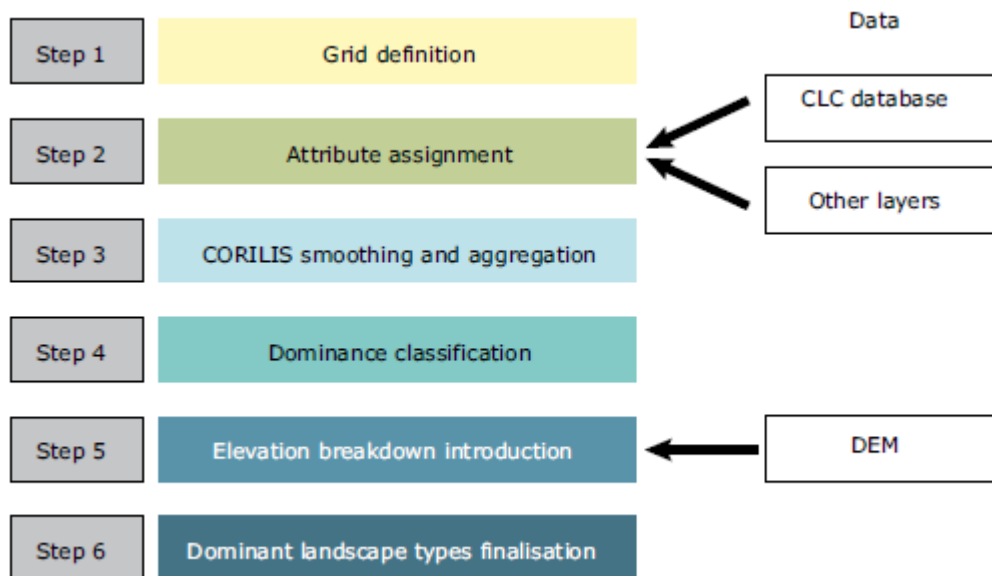 Data
Step 1
Grid definition
CLC database
Step 2
Attribute assignment
Other layers
Step 3
CORILIS smoothing and aggregation
Step 4
Dominance classification
Step 5
Elevation breakdown introduction
DEM
Step 6
Dominant landscape types finalisation